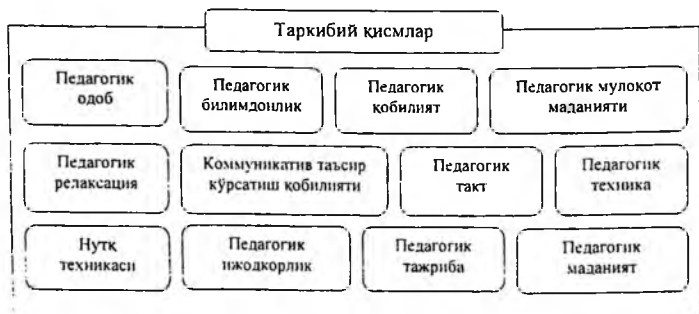 Таркибий қисмлар
Педагогик
одоб
Педагогик
билимдонлик
Педагогик
қобилият
Педагогик мулоқот
маданияти
Педагогик
релаксация
Коммуникатив таъсир
кўрсатиш қобилияти
Педагогик
такт
Педагогик
техника
Нутқ
техникаси
Педагогик
ижодкорлик
Педагогик
тажриба
Педагогик
маданият